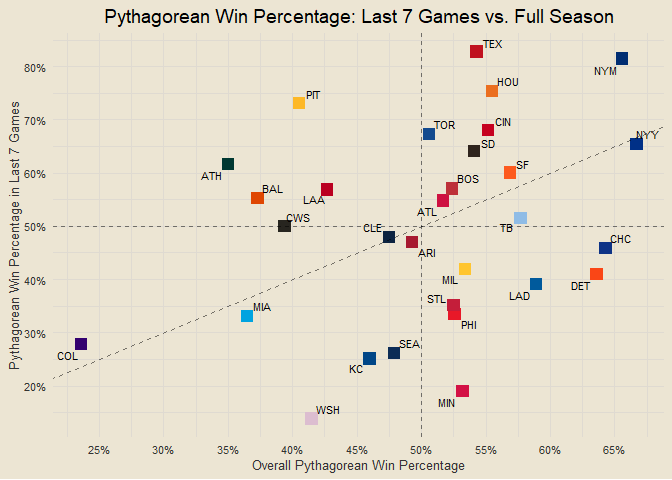 Pythagorean Win Percentage: Last 7 Games vs. Full Season
Pythagorean Win Percentage in Last 7 Games
80%
70%
60%
50%
40%
30%
20%
TEX
NYM
HOU
PIT
CIN
TOR
NYY
SD
ATH
SF
BAL
BOS
LAA
ATL
CWS
TB
CLE
CHC
ARI
MIL
DET
LAD
STL
MIA
PHI
SEA
COL
KC
MIN
WSH
25%
30%
35%
40%
45%
50%
55%
60%
65%
Overall Pythagorean Win Percentage